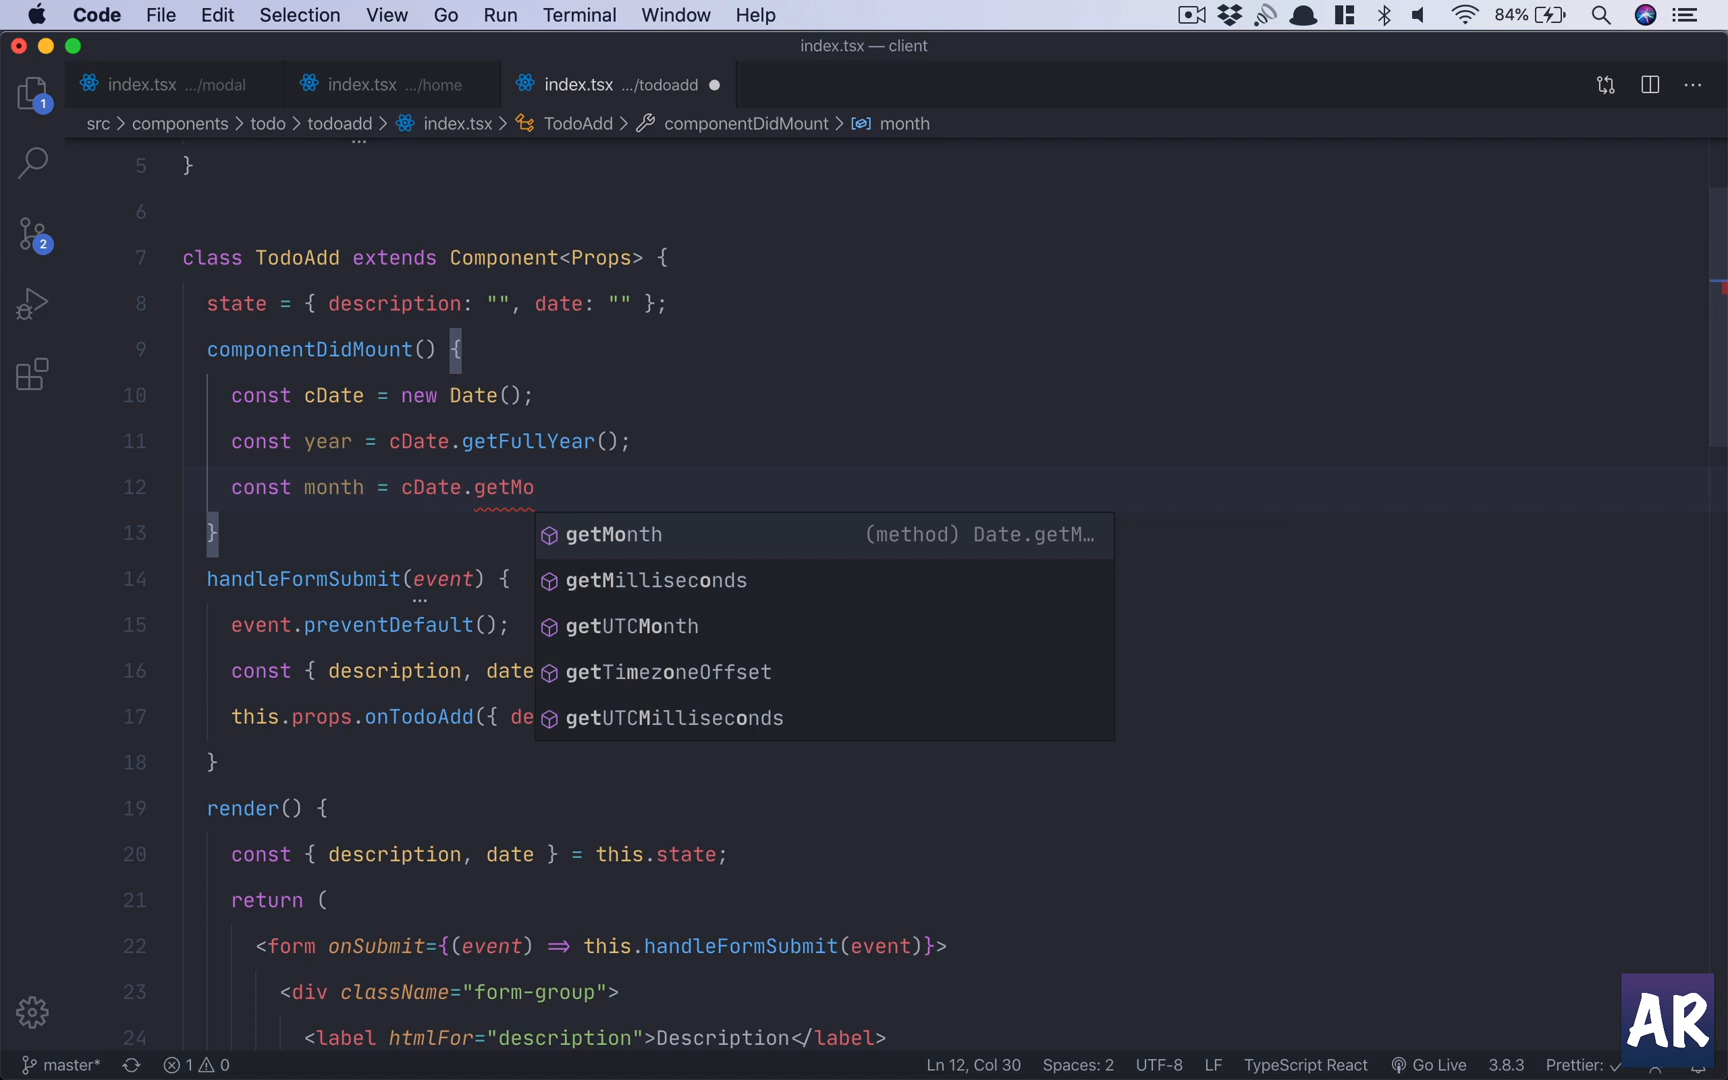 Code File Edit Selection View Go Run Terminal Window Help 84%
index.tsx — client
index.tsx .../modal index.tsx .../home index.tsx .../todoadd
src > components > todo > todoadd > index.tsx > TodoAdd > componentDidMount > month
1
2
5 }
6
7 class TodoAdd extends Component<Props> {
8 state = { description: "", date: "" };
9 componentDidMount() {
10 const cDate = new Date();
11 const year = cDate.getFullYear();
12 const month = cDate.getMo
13 }
getMonth (method) Date.getM…
getMilliseconds
getUTCMonth
getTimezoneOffset
getUTCMilliseconds
14 handleFormSubmit(event) {
15 event.preventDefault();
16 const { description, date
17 this.props.onTodoAdd({ de
18 }
19 render() {
20 const { description, date } = this.state;
21 return (
22 <form onSubmit={(event) => this.handleFormSubmit(event)}>
23 <div className="form-group">
24 <label htmlFor="description">Description</label>
AR
master* 1 0 Ln 12, Col 30 Spaces: 2 UTF-8 LF TypeScript React Go Live 3.8.3 Prettier: ✓